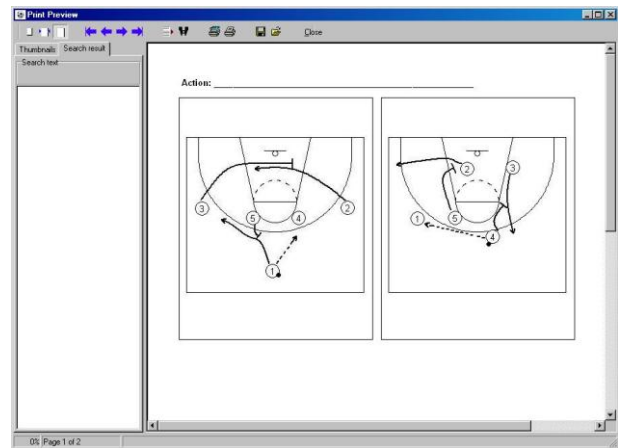 Print Preview
Close
Thumbnails Search result
Search text
Action:
3
5
4
2
1
2
3
1
5
4
0% Page 1 of 2